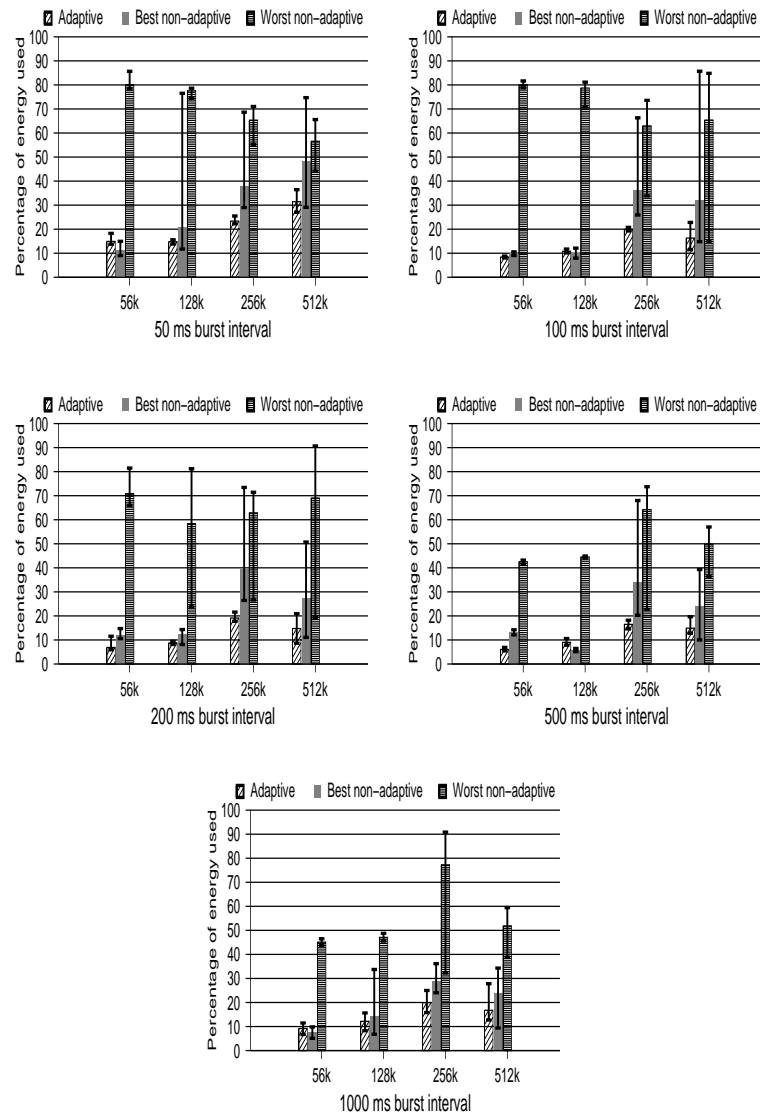 Adaptive Best non-adaptive Worst non-adaptive
100
90
80
70
60
50
40
30
20
10
0
Percentage of energy used
56k 128k 256k 512k
50 ms burst interval
Adaptive Best non-adaptive Worst non-adaptive
100
90
80
70
60
50
40
30
20
10
0
Percentage of energy used
56k 128k 256k 512k
100 ms burst interval
Adaptive Best non-adaptive Worst non-adaptive
100
90
80
70
60
50
40
30
20
10
0
Percentage of energy used
56k 128k 256k 512k
200 ms burst interval
Adaptive Best non-adaptive Worst non-adaptive
100
90
80
70
60
50
40
30
20
10
0
Percentage of energy used
56k 128k 256k 512k
500 ms burst interval
Adaptive Best non-adaptive Worst non-adaptive
100
90
80
70
60
50
40
30
20
10
0
Percentage of energy used
56k 128k 256k 512k
1000 ms burst interval